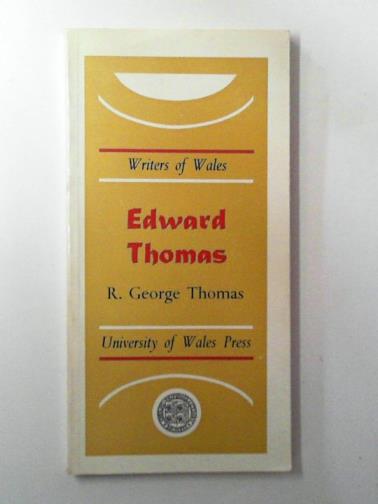 Writers of Wales
Edward
Thomas
R. George Thomas
University of Wales Press